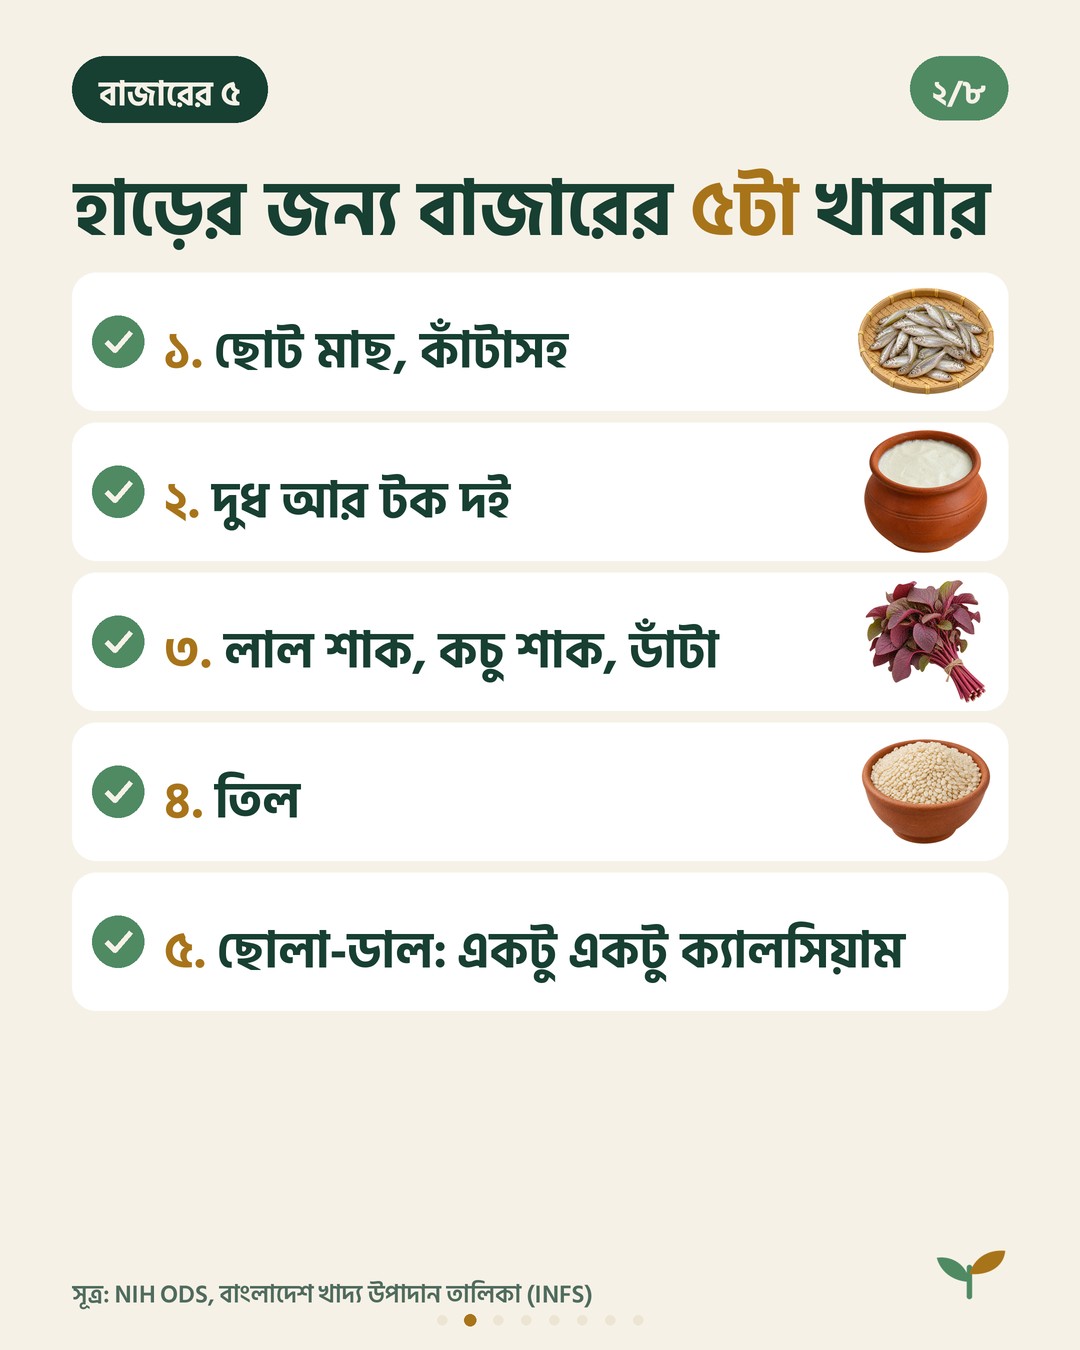 বাজারের ৫
২/৮
হাড়ের জন্য বাজারের ৫টা খাবার
১. ছোট মাছ, কাঁটাসহ
২. দুধ আর টক দই
৩. লাল শাক, কচু শাক, ডাঁটা
৪. তিল
৫. ছোলা-ডাল: একটু একটু ক্যালসিয়াম
সূত্র: NIH ODS, বাংলাদেশ খাদ্য উপাদান তালিকা (INFS)